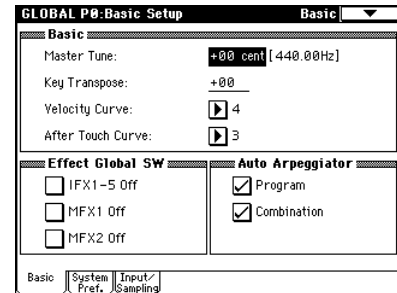 GLOBAL P0:Basic Setup Basic
Basic
Master Tune: +00 cent [440.00Hz]
Key Transpose: +00
Velocity Curve: 4
After Touch Curve: 3
Effect Global SW
IFX1-5 Off
MFX1 Off
MFX2 Off
Auto Arpeggiator
Program
Combination
Basic
System Pref.
Input/Sampling